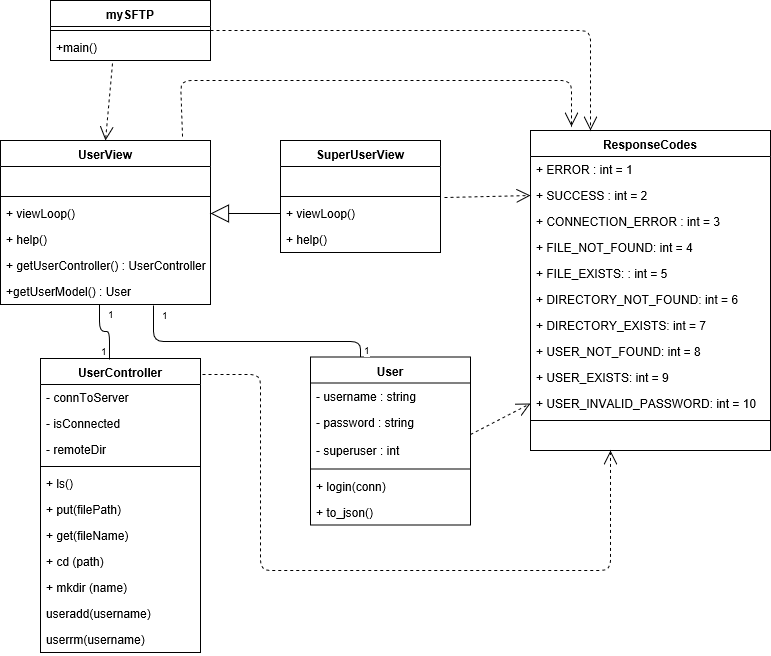 mySFTP
+main()
UserView
+ viewLoop()
+ help()
+ getUserController() : UserController
+getUserModel() : User
SuperUserView
+ viewLoop()
+ help()
ResponseCodes
+ ERROR : int = 1
+ SUCCESS : int = 2
+ CONNECTION_ERROR : int = 3
+ FILE_NOT_FOUND: int = 4
+ FILE_EXISTS: : int = 5
+ DIRECTORY_NOT_FOUND: int = 6
+ DIRECTORY_EXISTS: int = 7
+ USER_NOT_FOUND: int = 8
+ USER_EXISTS: int = 9
+ USER_INVALID_PASSWORD: int = 10
1
1
1
1
UserController
- connToServer
- isConnected
- remoteDir
+ ls()
+ put(filePath)
+ get(fileName)
+ cd (path)
+ mkdir (name)
useradd(username)
userrm(username)
User
- username : string
- password : string
- superuser : int
+ login(conn)
+ to_json()